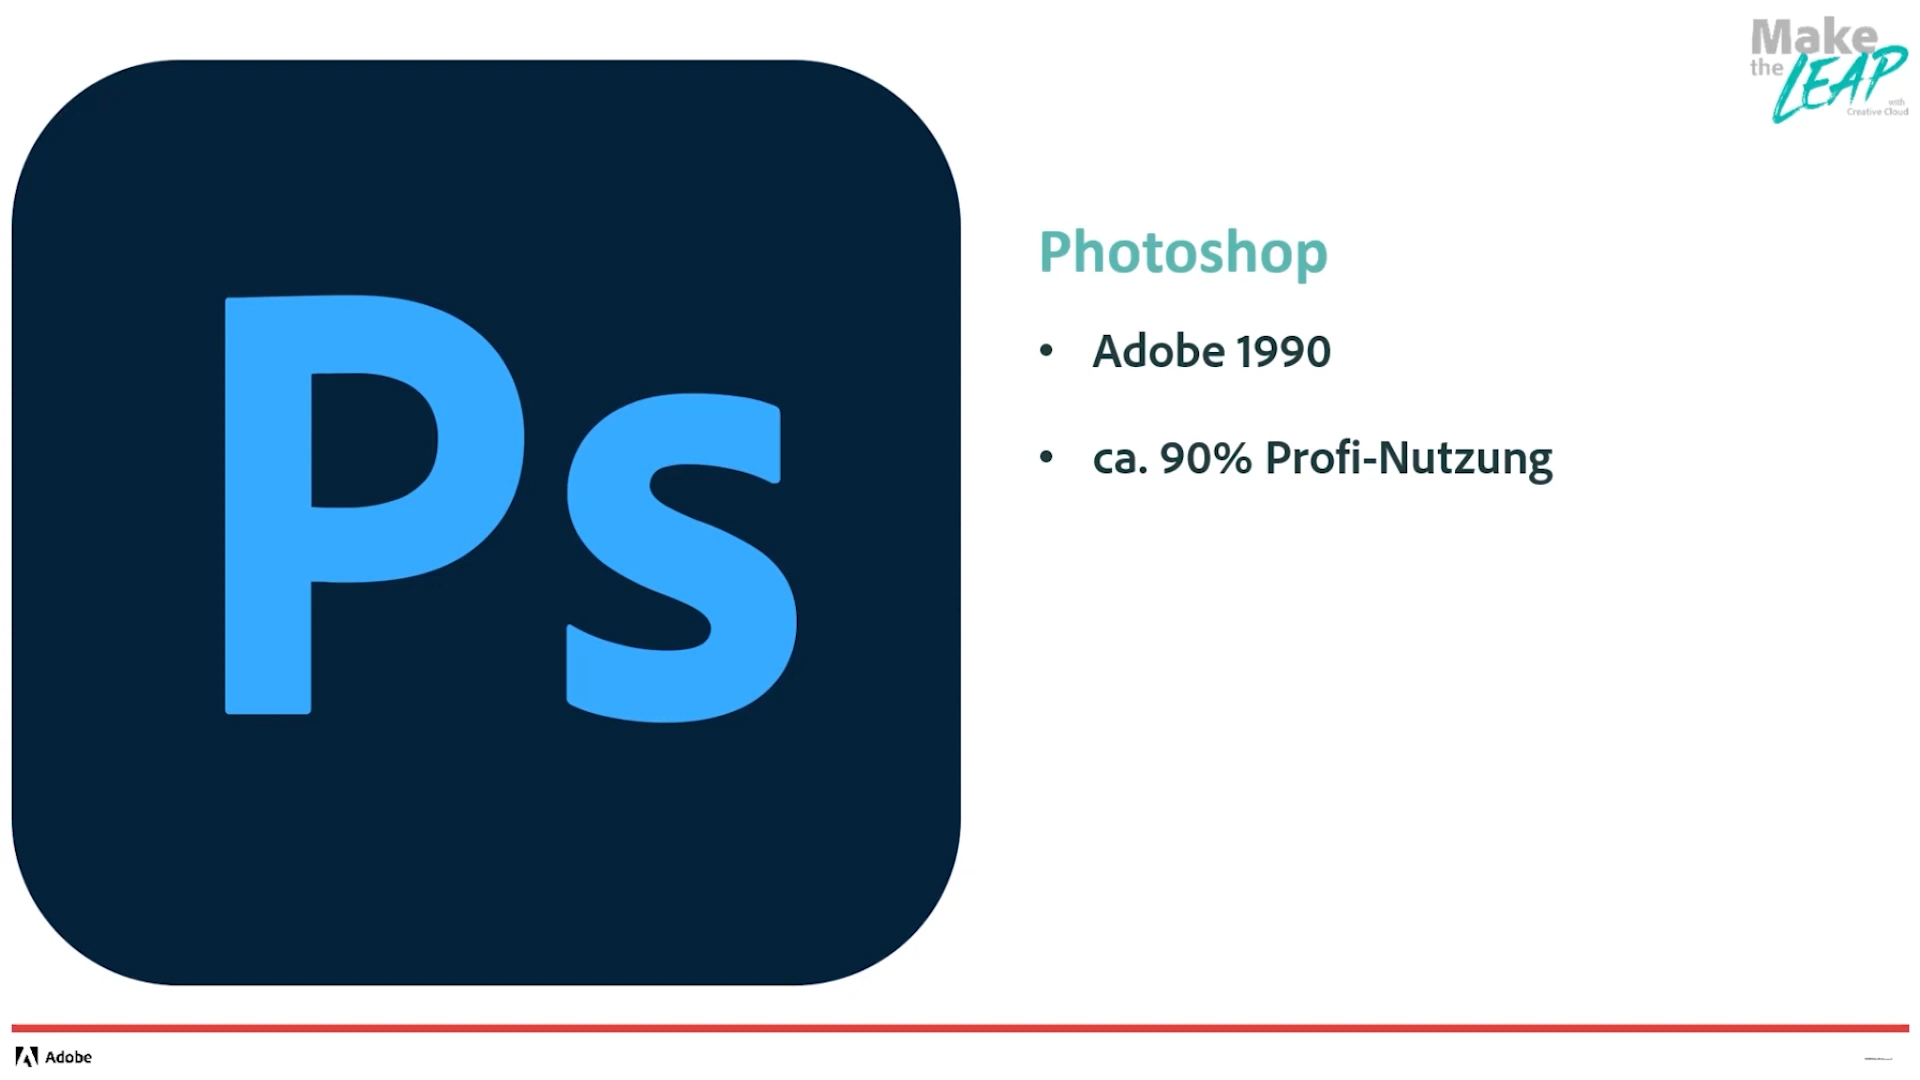 Make
the LEAP
with
Creative Cloud
Ps
Photoshop
• Adobe 1990
• ca. 90% Profi-Nutzung
Adobe